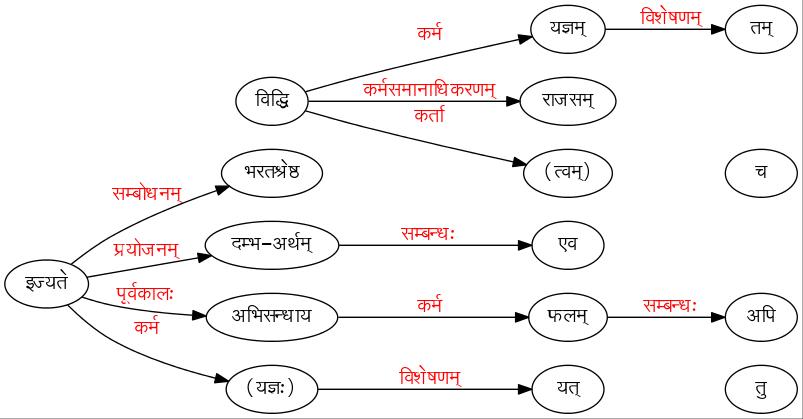 कर्म
यज्ञम्
विशेषणम्
तम्
विद्धि
कर्मसमानाधिकरणम्
राजसम्
कर्ता
(त्वम्)
च
सम्बोधनम्
भरतश्रेष्ठ
प्रयोजनम्
दम्भ-अर्थम्
सम्बन्धः
एव
इज्यते
पूर्वकालः
अभिसन्धाय
कर्म
फलम्
सम्बन्धः
अपि
कर्म
(यज्ञः)
विशेषणम्
यत्
तु